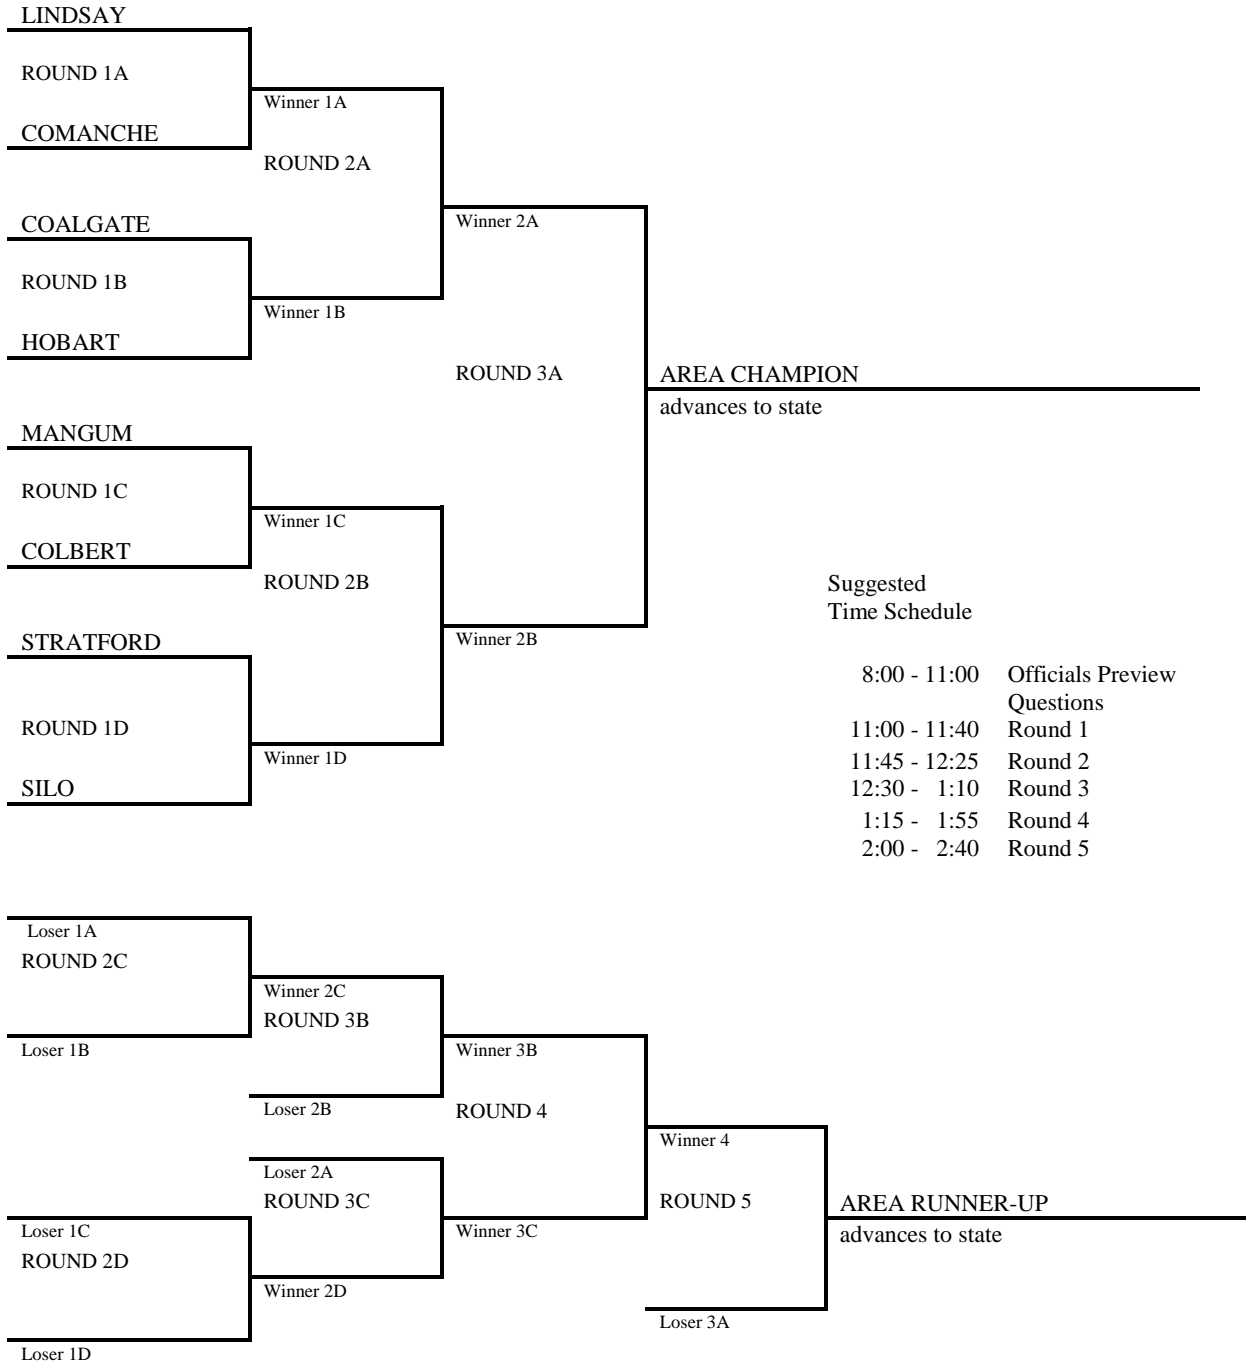 LINDSAY
ROUND 1A
Winner 1A
COMANCHE
ROUND 2A
COALGATE
Winner 2A
ROUND 1B
Winner 1B
HOBART
ROUND 3A
AREA CHAMPION
advances to state
MANGUM
ROUND 1C
Winner 1C
COLBERT
ROUND 2B
Suggested
Time Schedule
STRATFORD
Winner 2B
8:00 - 11:00 Officials Preview
Questions
ROUND 1D
11:00 - 11:40 Round 1
Winner 1D
11:45 - 12:25 Round 2
SILO
12:30 - 1:10 Round 3
1:15 - 1:55 Round 4
2:00 - 2:40 Round 5
Loser 1A
ROUND 2C
Winner 2C
ROUND 3B
Loser 1B
Winner 3B
Loser 2B
ROUND 4
Winner 4
Loser 2A
ROUND 3C
ROUND 5
AREA RUNNER-UP
advances to state
Loser 1C
Winner 3C
ROUND 2D
Winner 2D
Loser 3A
Loser 1D